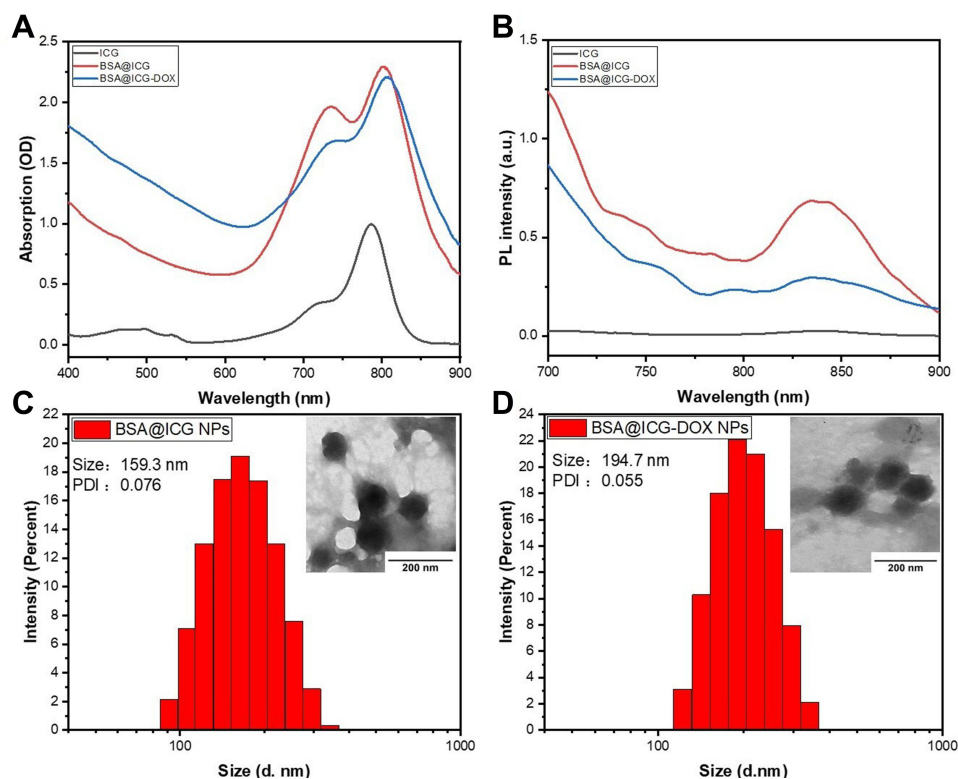 A
ICG
BSA@ICG
BSA@ICG-DOX
2.5
2.0
1.5
1.0
0.5
0.0
Absorption (OD)
400 500 600 700 800 900
Wavelength (nm)
B
ICG
BSA@ICG
BSA@ICG-DOX
1.5
1.0
0.5
0.0
PL intensity (a.u.)
700 750 800 850 900
Wavelength (nm)
C
BSA@ICG NPs
Size: 159.3 nm
PDI : 0.076
200 nm
22
20
18
16
14
12
10
8
6
4
2
0
Intensity (Percent)
100 1000
Size (d. nm)
D
BSA@ICG-DOX NPs
Size: 194.7 nm
PDI : 0.055
200 nm
24
22
20
18
16
14
12
10
8
6
4
2
0
Intensity (Percent)
100 1000
Size (d.nm)